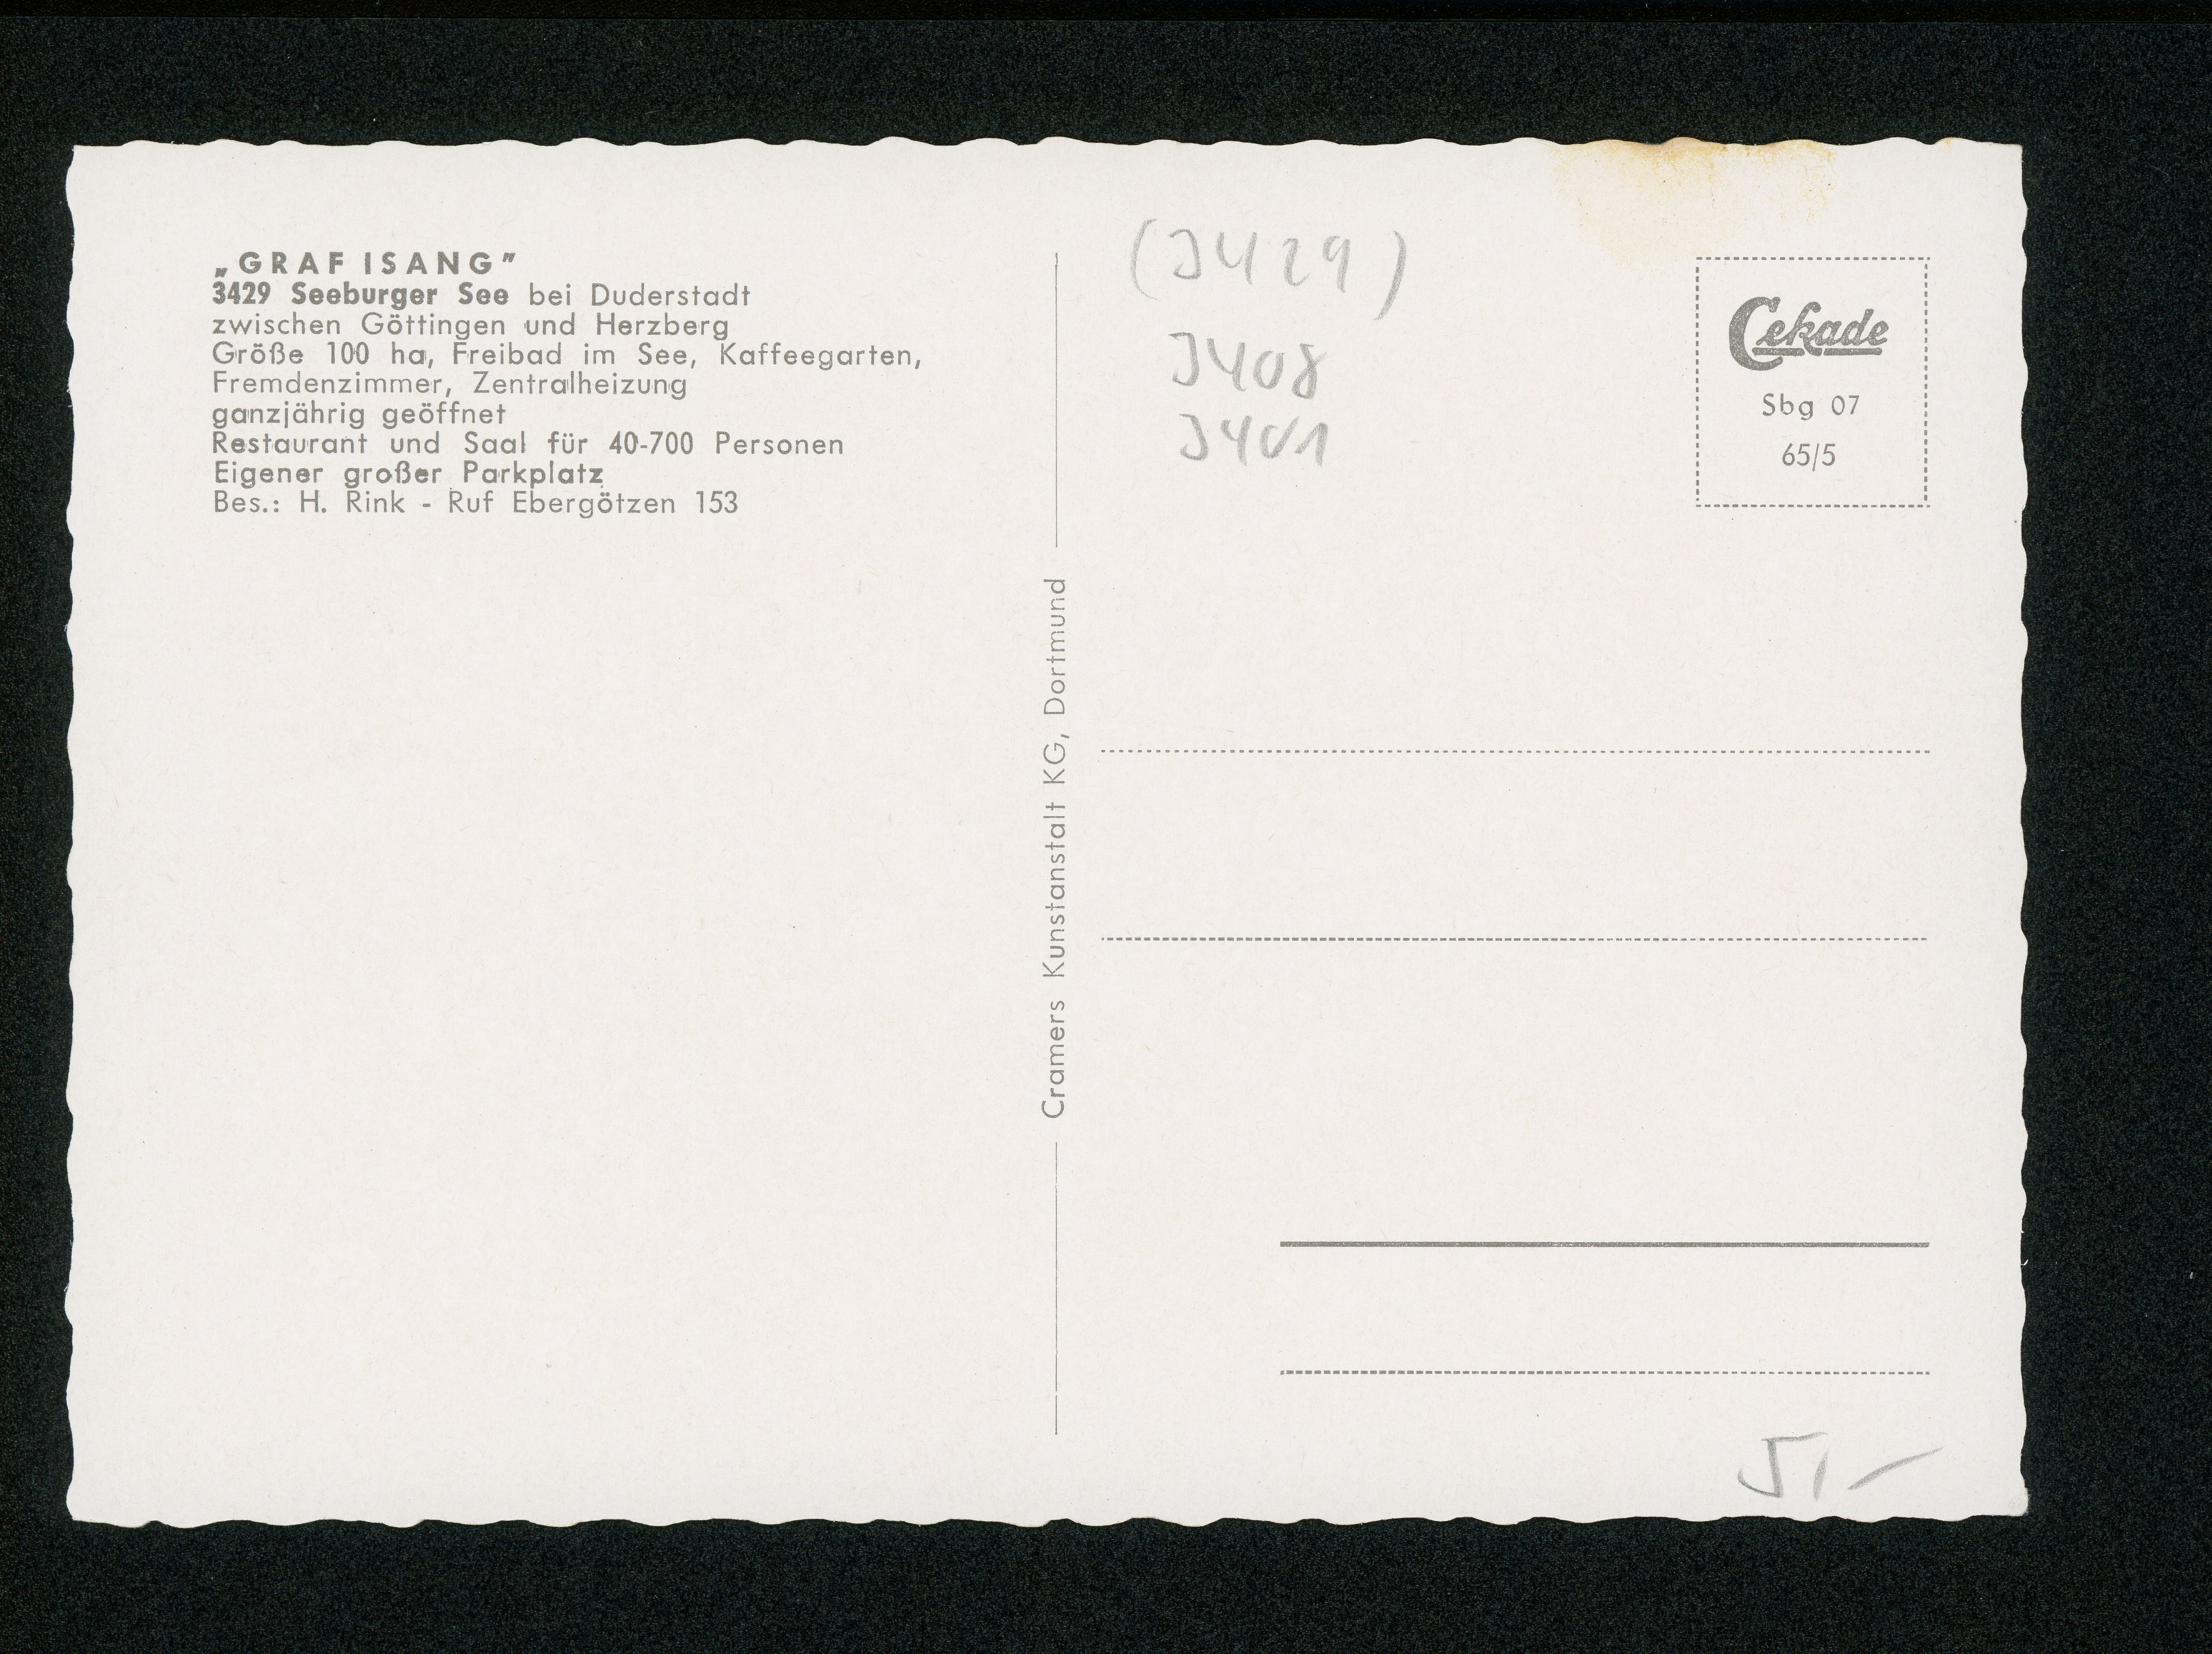 „GRAF ISANG”
3429 Seeburger See bei Duderstadt
zwischen Göttingen und Herzberg
Größe 100 ha, Freibad im See, Kaffeegarten,
Fremdenzimmer, Zentralheizung
ganzjährig geöffnet
Restaurant und Saal für 40-700 Personen
Eigener großer Parkplatz
Bes.: H. Rink - Ruf Ebergötzen 153
Cramers Kunstanstalt KG, Dortmund
(3429)
3408
3401
Cekade
Sbg 07
65/5
5,-